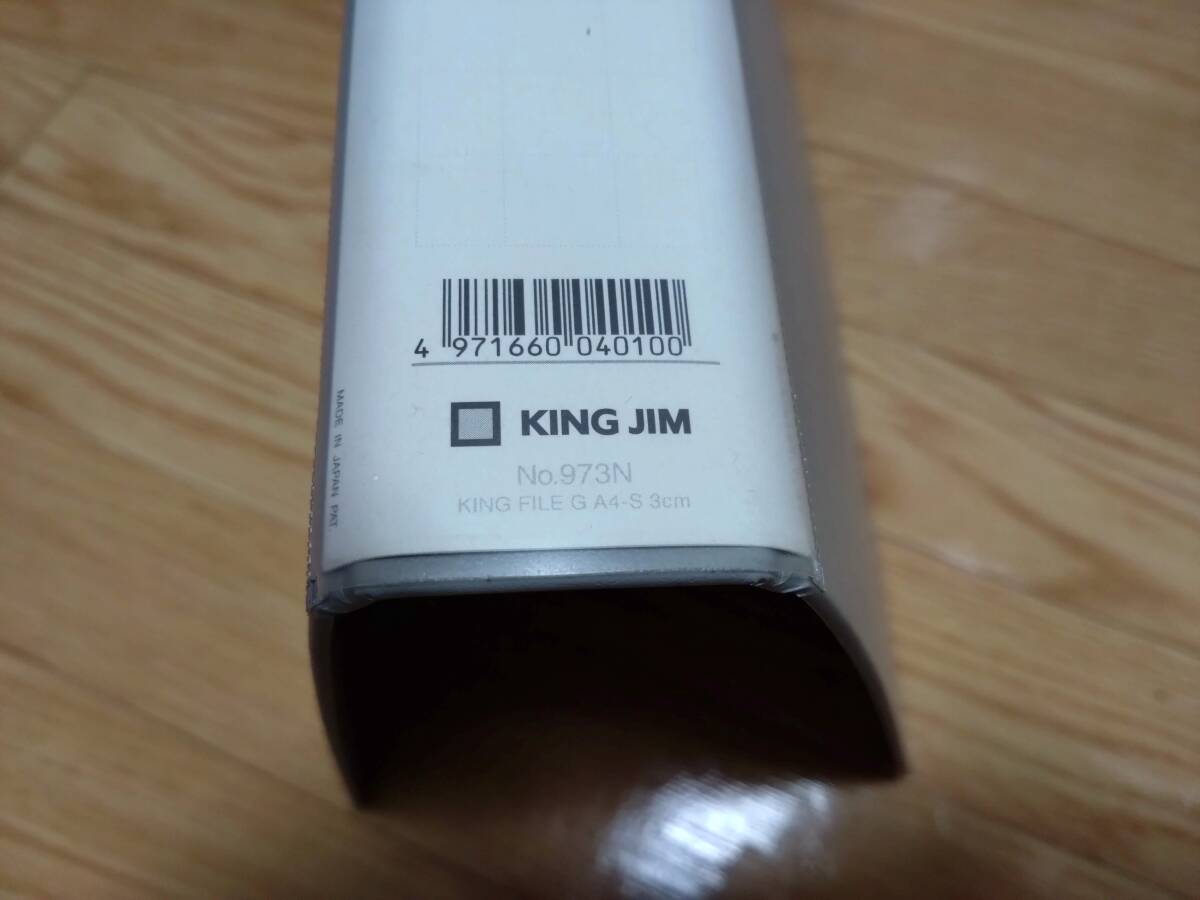 4 971660 040100
KING JIM
No.973N
KING FILE G A4-S 3cm
MADE IN JAPAN PAT